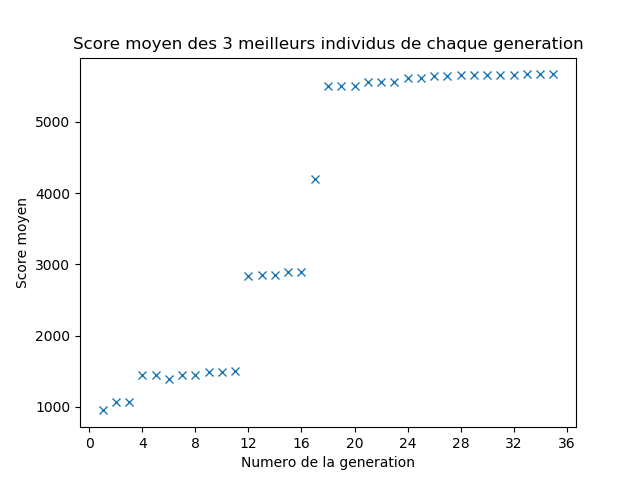 Score moyen des 3 meilleurs individus de chaque generation
Score moyen
5000
4000
3000
2000
1000
0 4 8 12 16 20 24 28 32 36
Numero de la generation